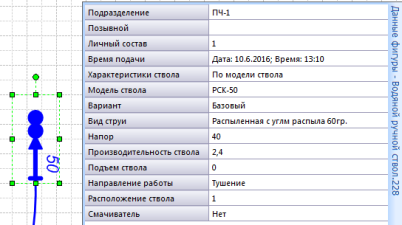 Подразделение ПЧ-1
Позывной
Личный состав 1
Время подачи Дата: 10.6.2016; Время: 13:10
Характеристики ствола По модели ствола
Модель ствола РСК-50
Вариант Базовый
Вид струи Распыленная с углм распыла 60гр.
Напор 40
Производительность ствола 2,4
Подъем ствола 0
Направление работы Тушение
Расположение ствола 1
Смачиватель Нет
Данные фигуры - Водяной ручной ствол.228
50